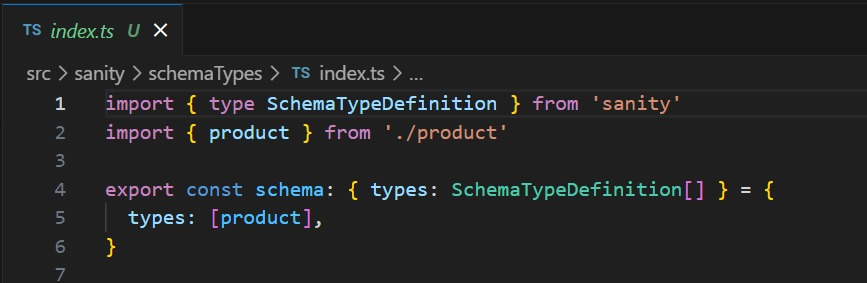 TS index.ts U ×
src > sanity > schemaTypes > TS index.ts > ...
1 import { type SchemaTypeDefinition } from 'sanity'
2 import { product } from './product'
3
4 export const schema: { types: SchemaTypeDefinition[] } = {
5   types: [product],
6 }
7